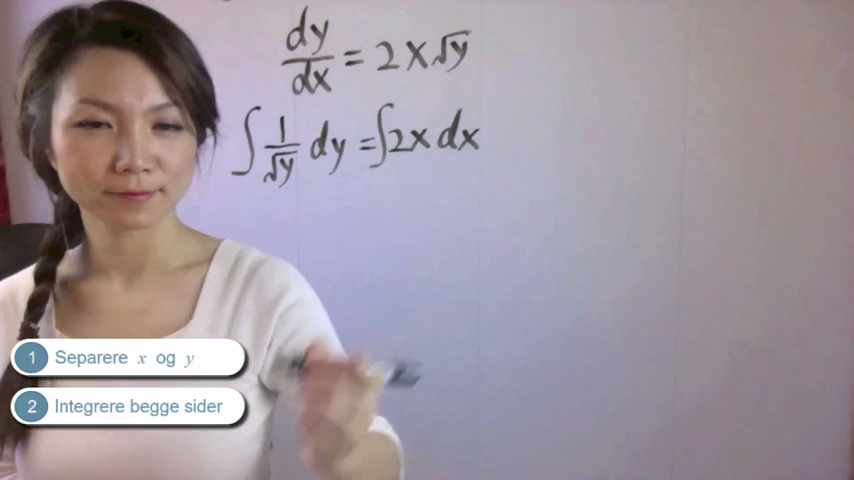 dy/dx = 2x√y
∫ 1/√y dy = ∫ 2x dx
1 Separere x og y
2 Integrere begge sider